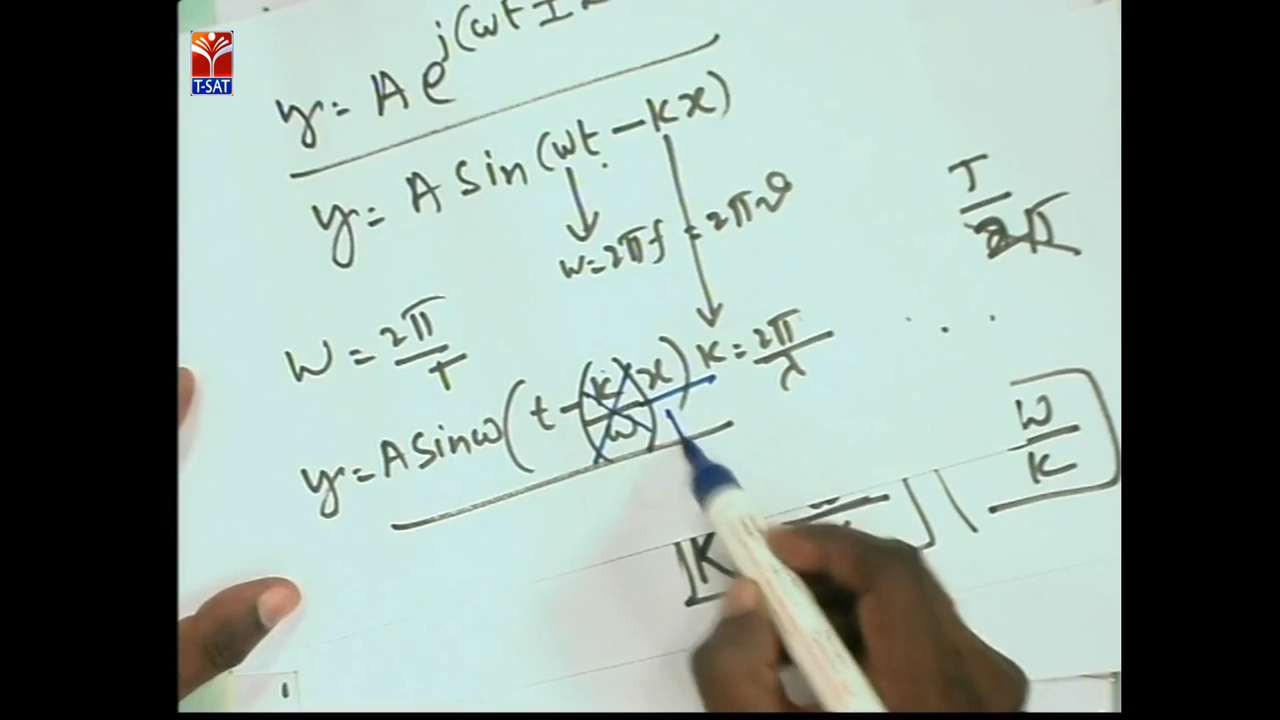 T-SAT
y = A e^j(ωt ±
y = A Sin (ωt - kx)
ω = 2πf = 2πν
T
2π
ω = 2π/T
k = 2π/λ
y = A Sin ω (t - (k/ω) x)
ω/k
K